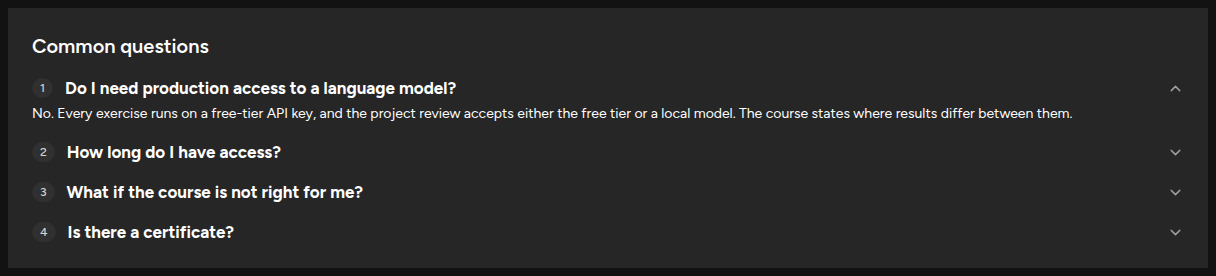 Common questions
1 Do I need production access to a language model?
No. Every exercise runs on a free-tier API key, and the project review accepts either the free tier or a local model. The course states where results differ between them.
2 How long do I have access?
3 What if the course is not right for me?
4 Is there a certificate?